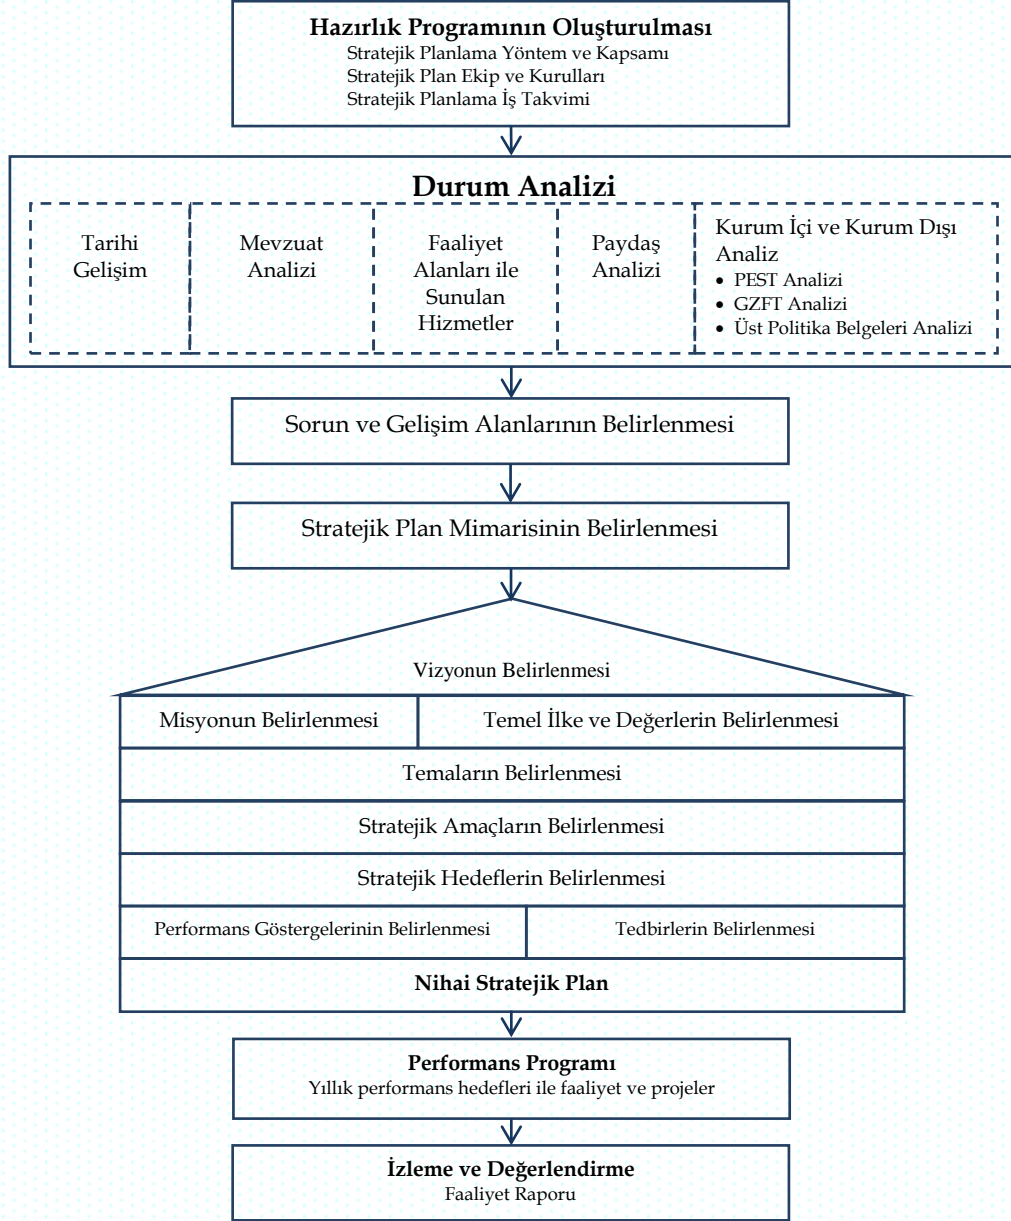 Hazırlık Programının Oluşturulması
Stratejik Planlama Yöntem ve Kapsamı
Stratejik Plan Ekip ve Kurulları
Stratejik Planlama İş Takvimi
Durum Analizi
Tarihi
Gelişim
Mevzuat
Analizi
Faaliyet
Alanları ile
Sunulan
Hizmetler
Paydaş
Analizi
Kurum İçi ve Kurum Dışı
Analiz
• PEST Analizi
• GZFT Analizi
• Üst Politika Belgeleri Analizi
Sorun ve Gelişim Alanlarının Belirlenmesi
Stratejik Plan Mimarisinin Belirlenmesi
Vizyonun Belirlenmesi
Misyonun Belirlenmesi
Temel İlke ve Değerlerin Belirlenmesi
Temaların Belirlenmesi
Stratejik Amaçların Belirlenmesi
Stratejik Hedeflerin Belirlenmesi
Performans Göstergelerinin Belirlenmesi
Tedbirlerin Belirlenmesi
Nihai Stratejik Plan
Performans Programı
Yıllık performans hedefleri ile faaliyet ve projeler
İzleme ve Değerlendirme
Faaliyet Raporu